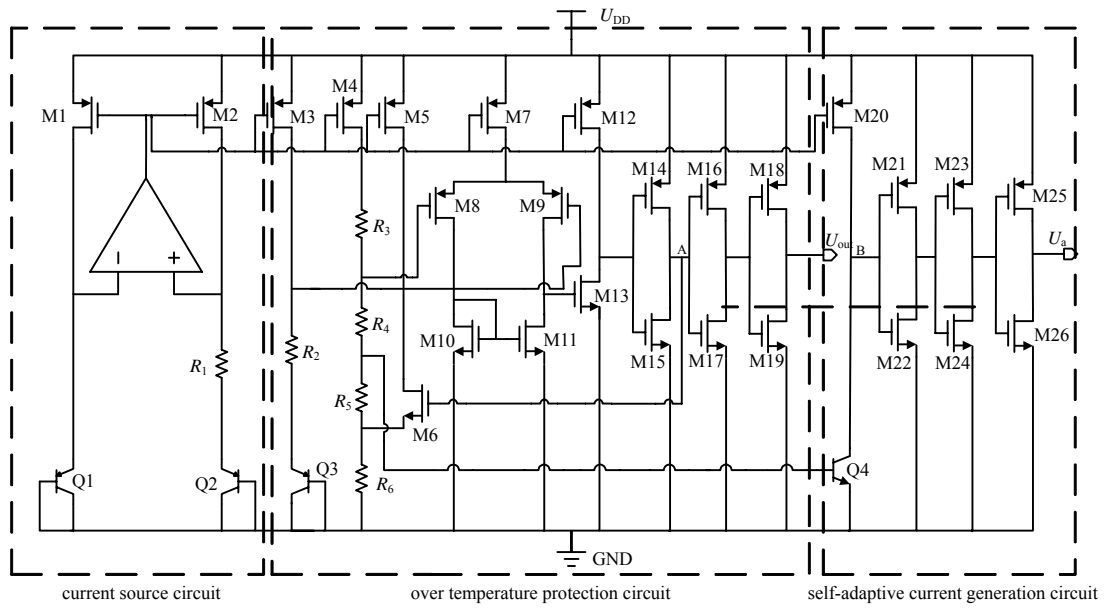 U_DD
M1
M2
M3
M4
M5
M7
M12
M20
M14
M16
M18
M21
M23
M8
M9
M25
R3
U_out
A
B
U_a
− +
M13
R4
M10
M11
M15
M17
M19
M22
M24
M26
R1
R2
R5
M6
Q1
Q2
Q3
R6
Q4
GND
current source circuit
over temperature protection circuit
self-adaptive current generation circuit